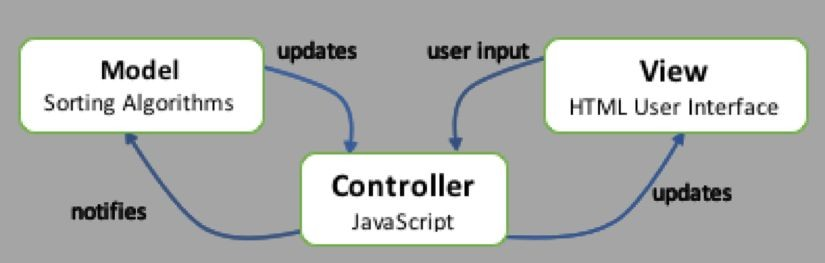 updates
user input
Model
Sorting Algorithms
View
HTML User Interface
Controller
JavaScript
notifies
updates